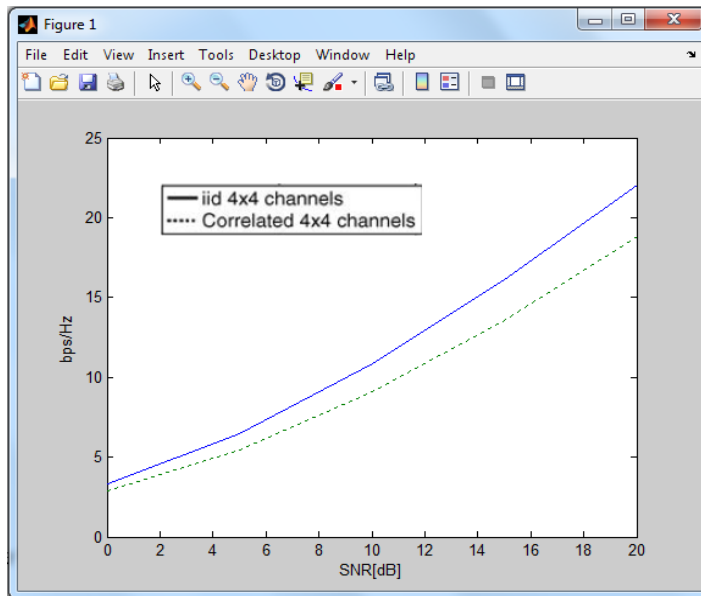 Figure 1
File Edit View Insert Tools Desktop Window Help
25
20
15
10
5
0
bps/Hz
iid 4x4 channels
Correlated 4x4 channels
0 2 4 6 8 10 12 14 16 18 20
SNR[dB]